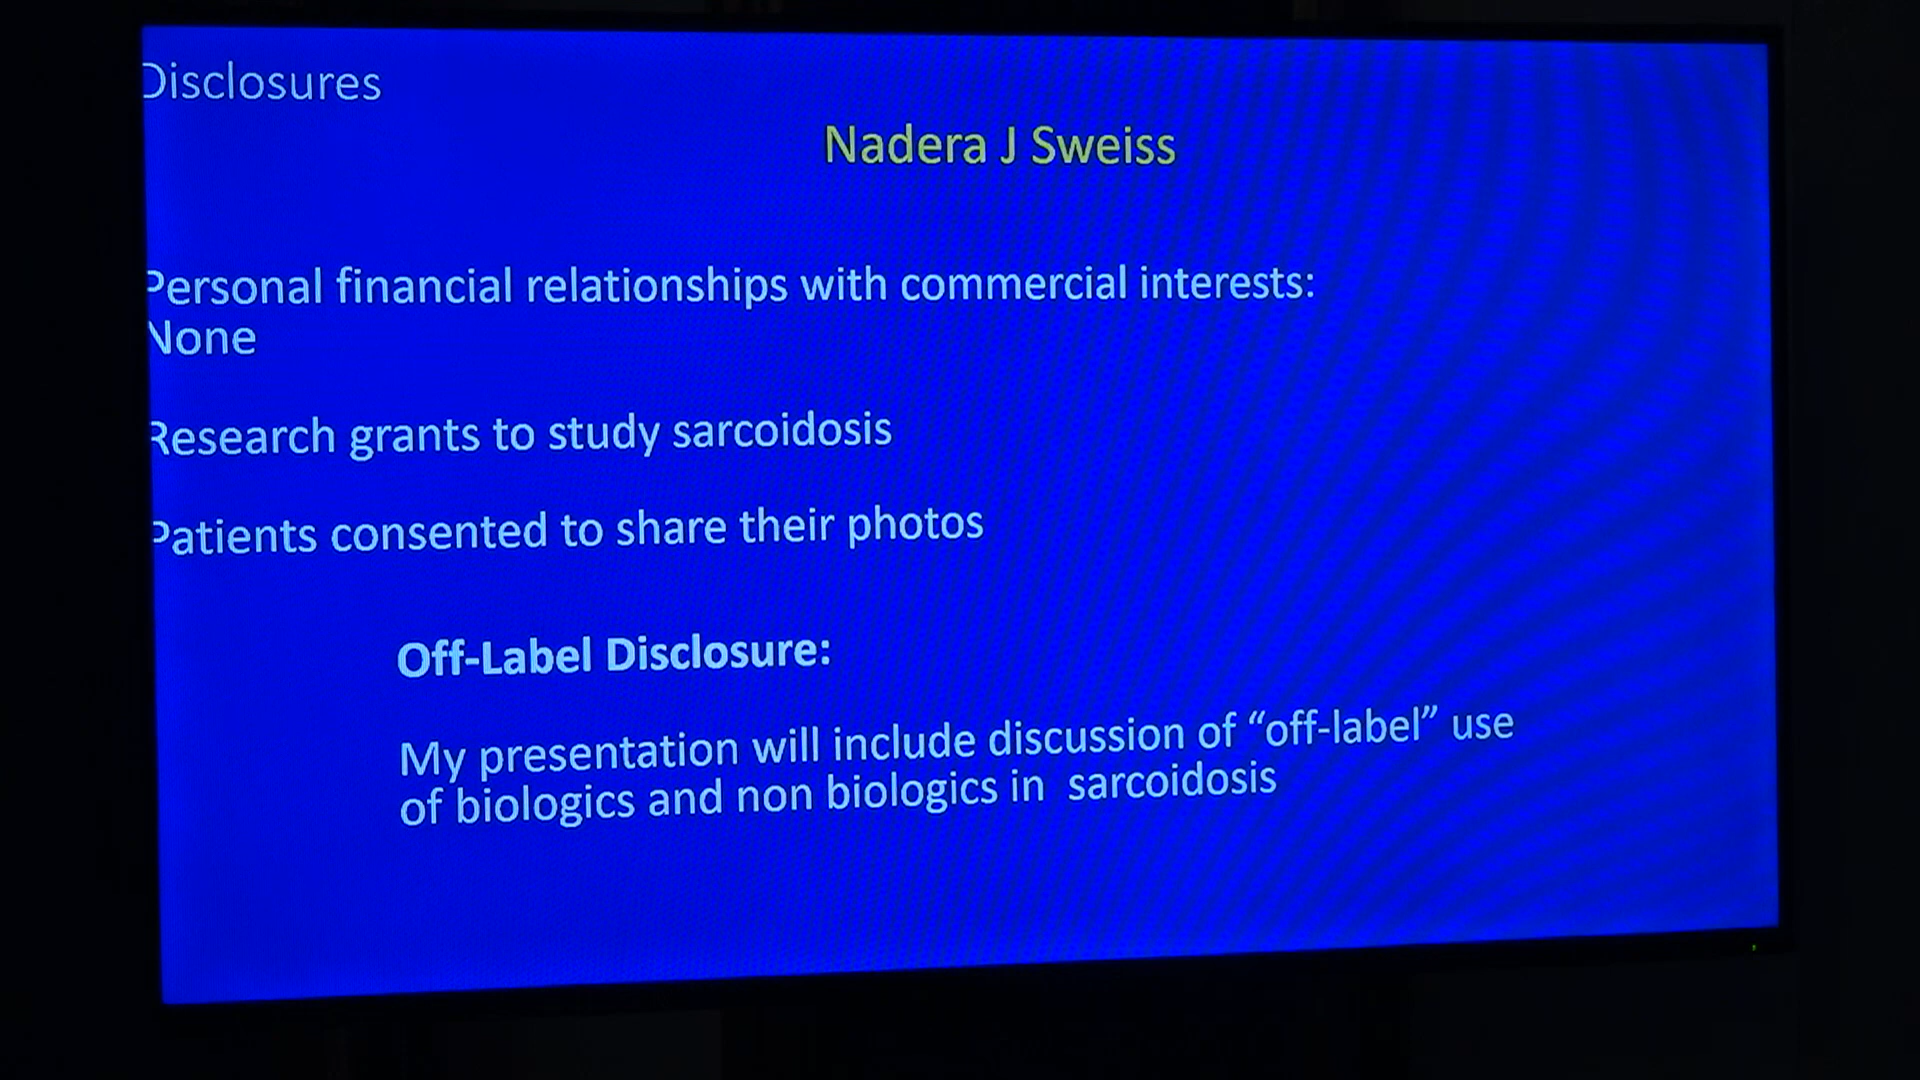 Disclosures
Nadera J Sweiss
Personal financial relationships with commercial interests:
None
Research grants to study sarcoidosis
Patients consented to share their photos
Off-Label Disclosure:
My presentation will include discussion of “off-label” use
of biologics and non biologics in sarcoidosis